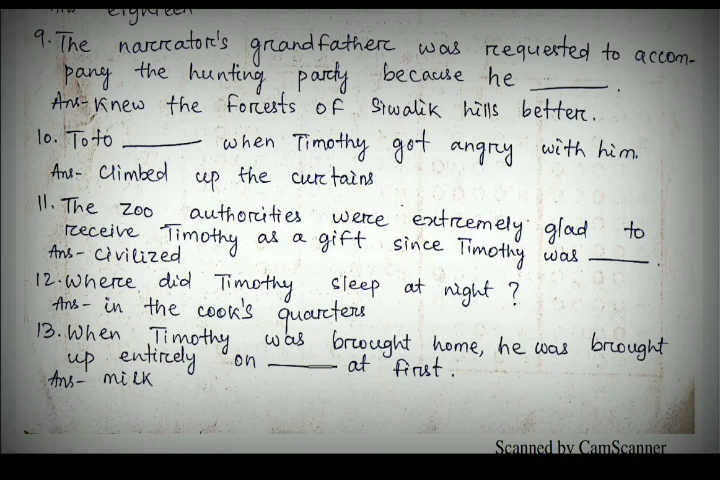 eighteen
9. The narrator's grandfather was requested to accom-
pany the hunting party because he ______.
Ans- Knew the forests of Siwalik hills better.
10. Toto ______ when Timothy got angry with him.
Ans- climbed up the curtains
11. The zoo authorities were extremely glad to
receive Timothy as a gift since Timothy was ______.
Ans- civilized
12. Where did Timothy sleep at night ?
Ans- in the cook's quarters
13. When Timothy was brought home, he was brought
up entirely on ______ at first.
Ans- milk
Scanned by CamScanner